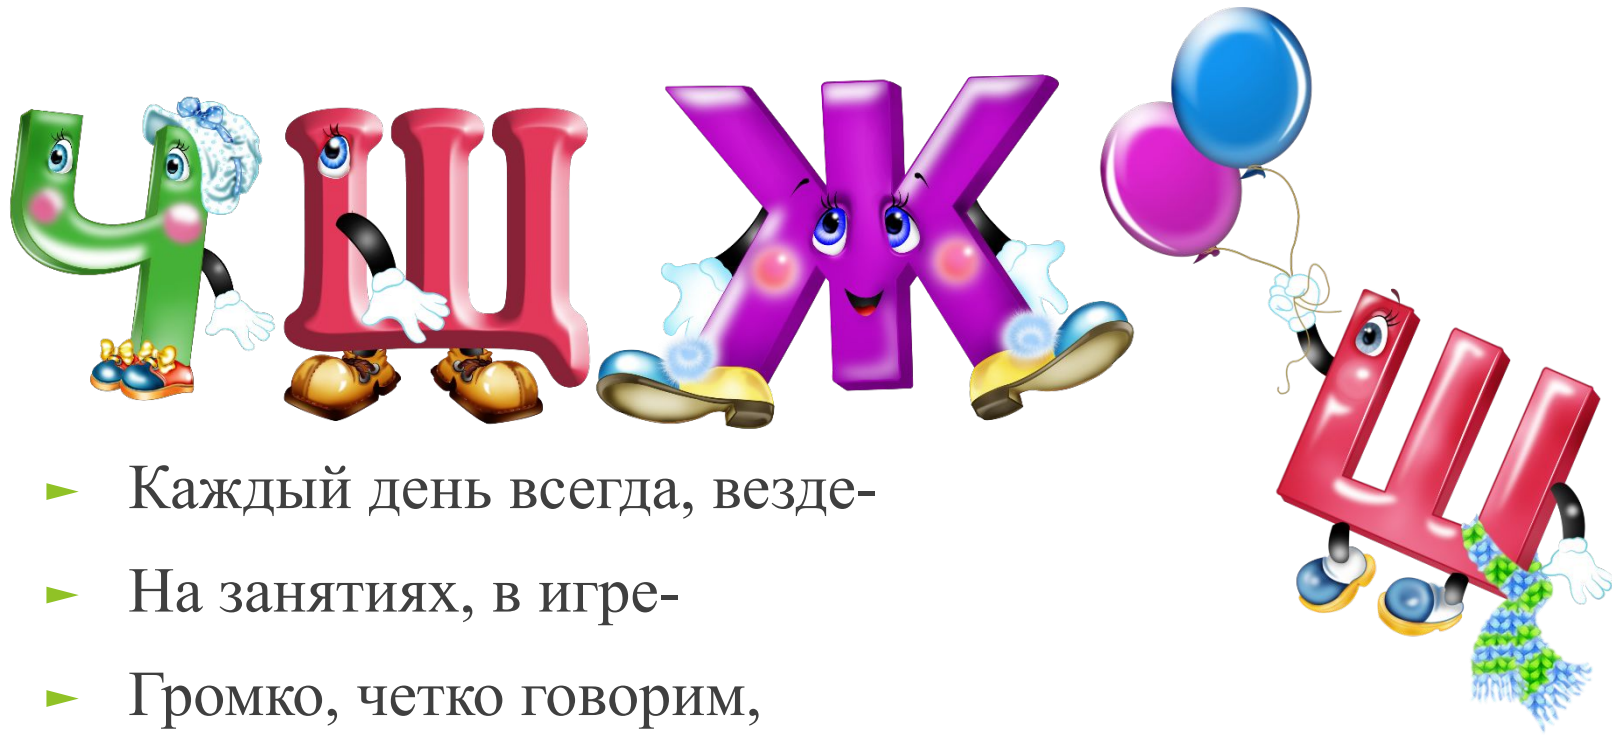 Ч Щ Ж Ш
Каждый день всегда, везде-
На занятиях, в игре-
Громко, четко говорим,